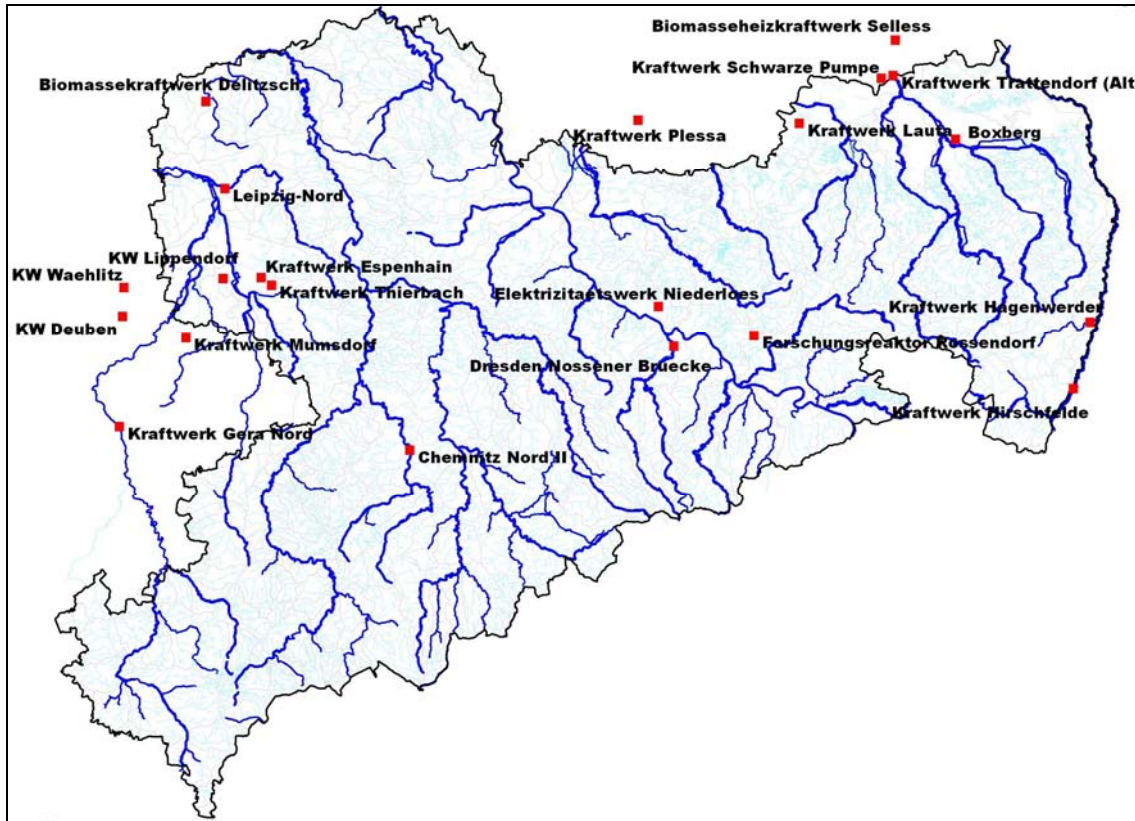 Biomasseheizkraftwerk Selless
Kraftwerk Schwarze Pumpe
Kraftwerk Trattendorf (Alt
Biomassekraftwerk Delitzsch
Kraftwerk Plessa
Kraftwerk Lauta
Boxberg
Leipzig-Nord
KW Lippendorf
Kraftwerk Espenhain
KW Waehlitz
Kraftwerk Thierbach
Elektrizitaetswerk Niederloes
Kraftwerk Hagenwerder
KW Deuben
Kraftwerk Mumsdorf
Forschungsreaktor Rossendorf
Dresden Nossener Bruecke
Kraftwerk Hirschfelde
Kraftwerk Gera Nord
Chemnitz Nord II